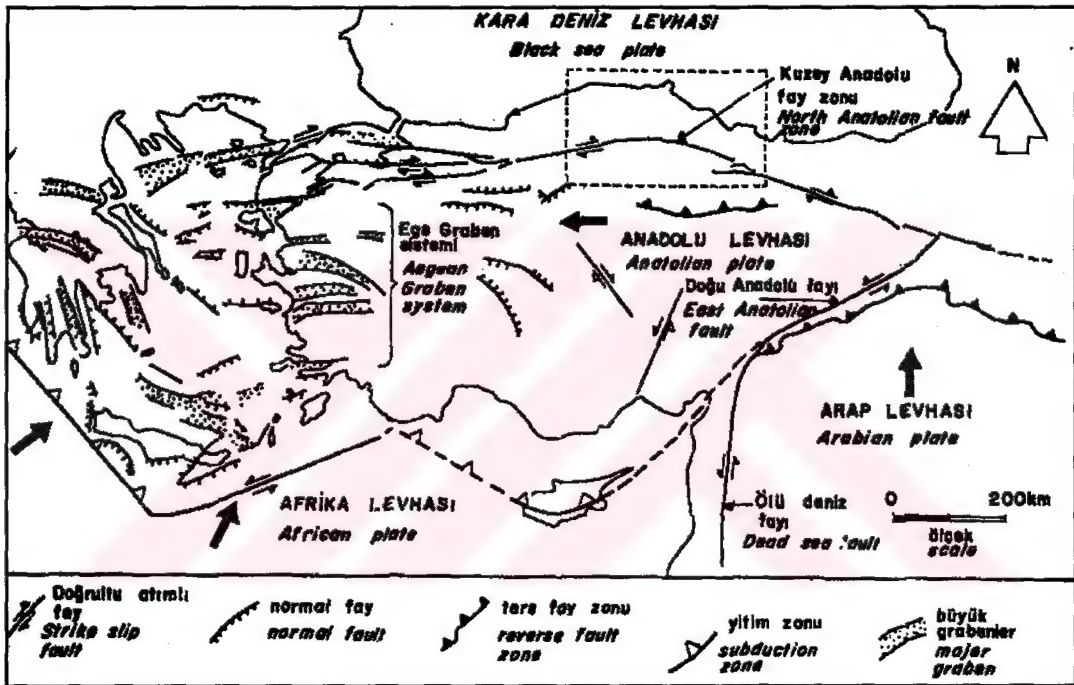 KARA DENİZ LEVHASI
Black sea plate
Kuzey Anadolu
fay zonu
North Anatolian fault
zone
N
Ege Graben
sistemi
Aegean
Graben
system
ANADOLU LEVHASI
Anatolian plate
Doğu Anadolu fayı
East Anatolian
fault
ARAP LEVHASI
Arabian plate
AFRİKA LEVHASI
African plate
Ölü deniz
fayı
Dead sea fault
0 200km
ölçek
scale
Doğrultu atımlı
fay
Strike slip
fault
normal fay
normal fault
ters fay zonu
reverse fault
zone
yitim zonu
subduction
zone
büyük
grabenler
major
graben